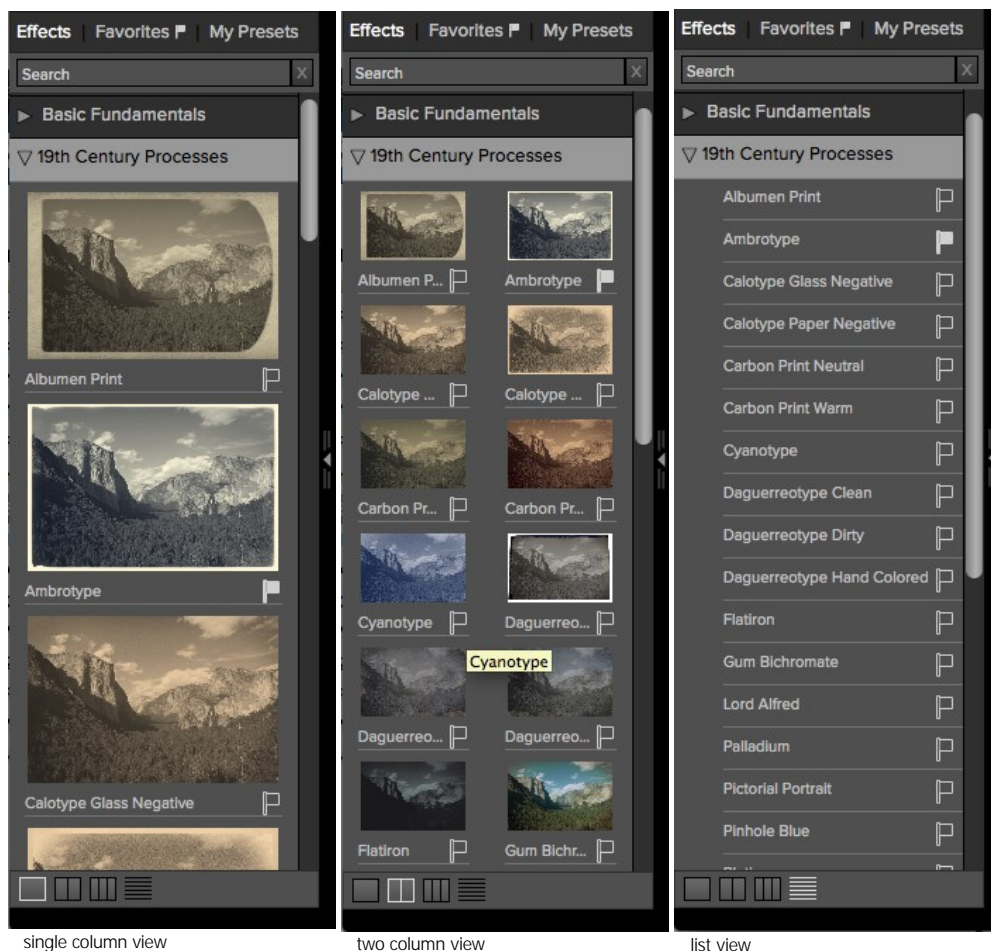 Effects | Favorites | My Presets
Search X
Basic Fundamentals
19th Century Processes
Albumen Print
Ambrotype
Calotype Glass Negative
single column view
Effects | Favorites | My Presets
Search X
Basic Fundamentals
19th Century Processes
Albumen P... Ambrotype
Calotype ... Calotype ...
Carbon Pr... Carbon Pr...
Cyanotype Daguerreo...
Cyanotype
Daguerreo... Daguerreo...
Flatiron Gum Bichr...
two column view
Effects | Favorites | My Presets
Search X
Basic Fundamentals
19th Century Processes
Albumen Print
Ambrotype
Calotype Glass Negative
Calotype Paper Negative
Carbon Print Neutral
Carbon Print Warm
Cyanotype
Daguerreotype Clean
Daguerreotype Dirty
Daguerreotype Hand Colored
Flatiron
Gum Bichromate
Lord Alfred
Palladium
Pictorial Portrait
Pinhole Blue
list view